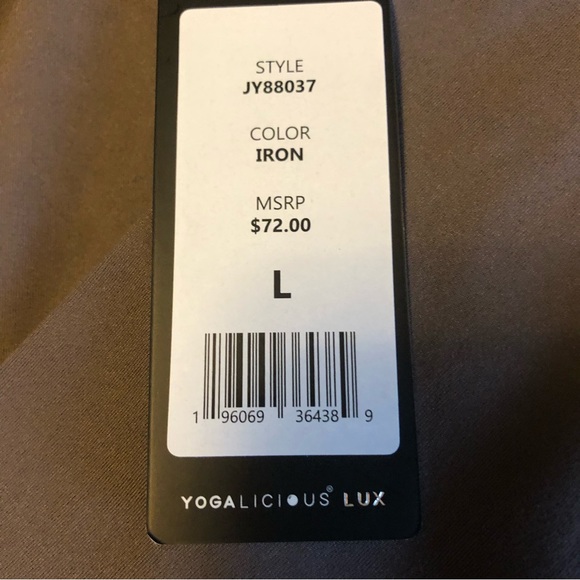 STYLE
JY88037
COLOR
IRON
MSRP
$72.00
L
1 96069 36438 9
YOGALICIOUS® LUX